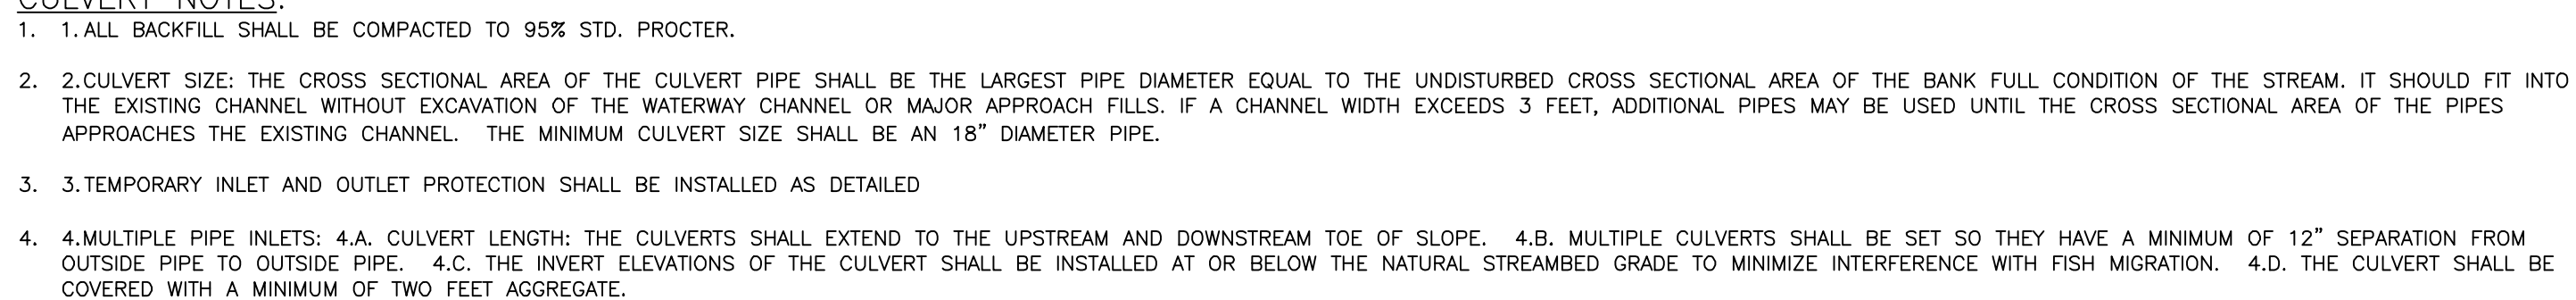 CULVERT NOTES:
1. 1. ALL BACKFILL SHALL BE COMPACTED TO 95% STD. PROCTER.
2. 2.CULVERT SIZE: THE CROSS SECTIONAL AREA OF THE CULVERT PIPE SHALL BE THE LARGEST PIPE DIAMETER EQUAL TO THE UNDISTURBED CROSS SECTIONAL AREA OF THE BANK FULL CONDITION OF THE STREAM. IT SHOULD FIT INTO
THE EXISTING CHANNEL WITHOUT EXCAVATION OF THE WATERWAY CHANNEL OR MAJOR APPROACH FILLS. IF A CHANNEL WIDTH EXCEEDS 3 FEET, ADDITIONAL PIPES MAY BE USED UNTIL THE CROSS SECTIONAL AREA OF THE PIPES
APPROACHES THE EXISTING CHANNEL. THE MINIMUM CULVERT SIZE SHALL BE AN 18” DIAMETER PIPE.
3. 3. TEMPORARY INLET AND OUTLET PROTECTION SHALL BE INSTALLED AS DETAILED
4. 4.MULTIPLE PIPE INLETS: 4.A. CULVERT LENGTH: THE CULVERTS SHALL EXTEND TO THE UPSTREAM AND DOWNSTREAM TOE OF SLOPE. 4.B. MULTIPLE CULVERTS SHALL BE SET SO THEY HAVE A MINIMUM OF 12” SEPARATION FROM
OUTSIDE PIPE TO OUTSIDE PIPE. 4.C. THE INVERT ELEVATIONS OF THE CULVERT SHALL BE INSTALLED AT OR BELOW THE NATURAL STREAMBED GRADE TO MINIMIZE INTERFERENCE WITH FISH MIGRATION. 4.D. THE CULVERT SHALL BE
COVERED WITH A MINIMUM OF TWO FEET AGGREGATE.